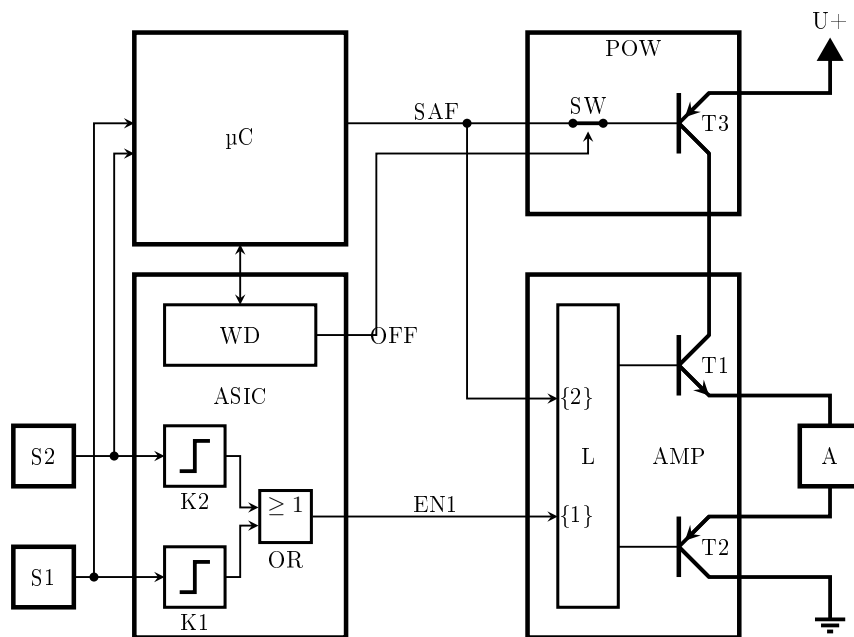 U+
POW
SAF
SW
µC
T3
WD
OFF
T1
ASIC
{2}
S2
L
AMP
A
K2
≥ 1
EN1
{1}
OR
T2
S1
K1